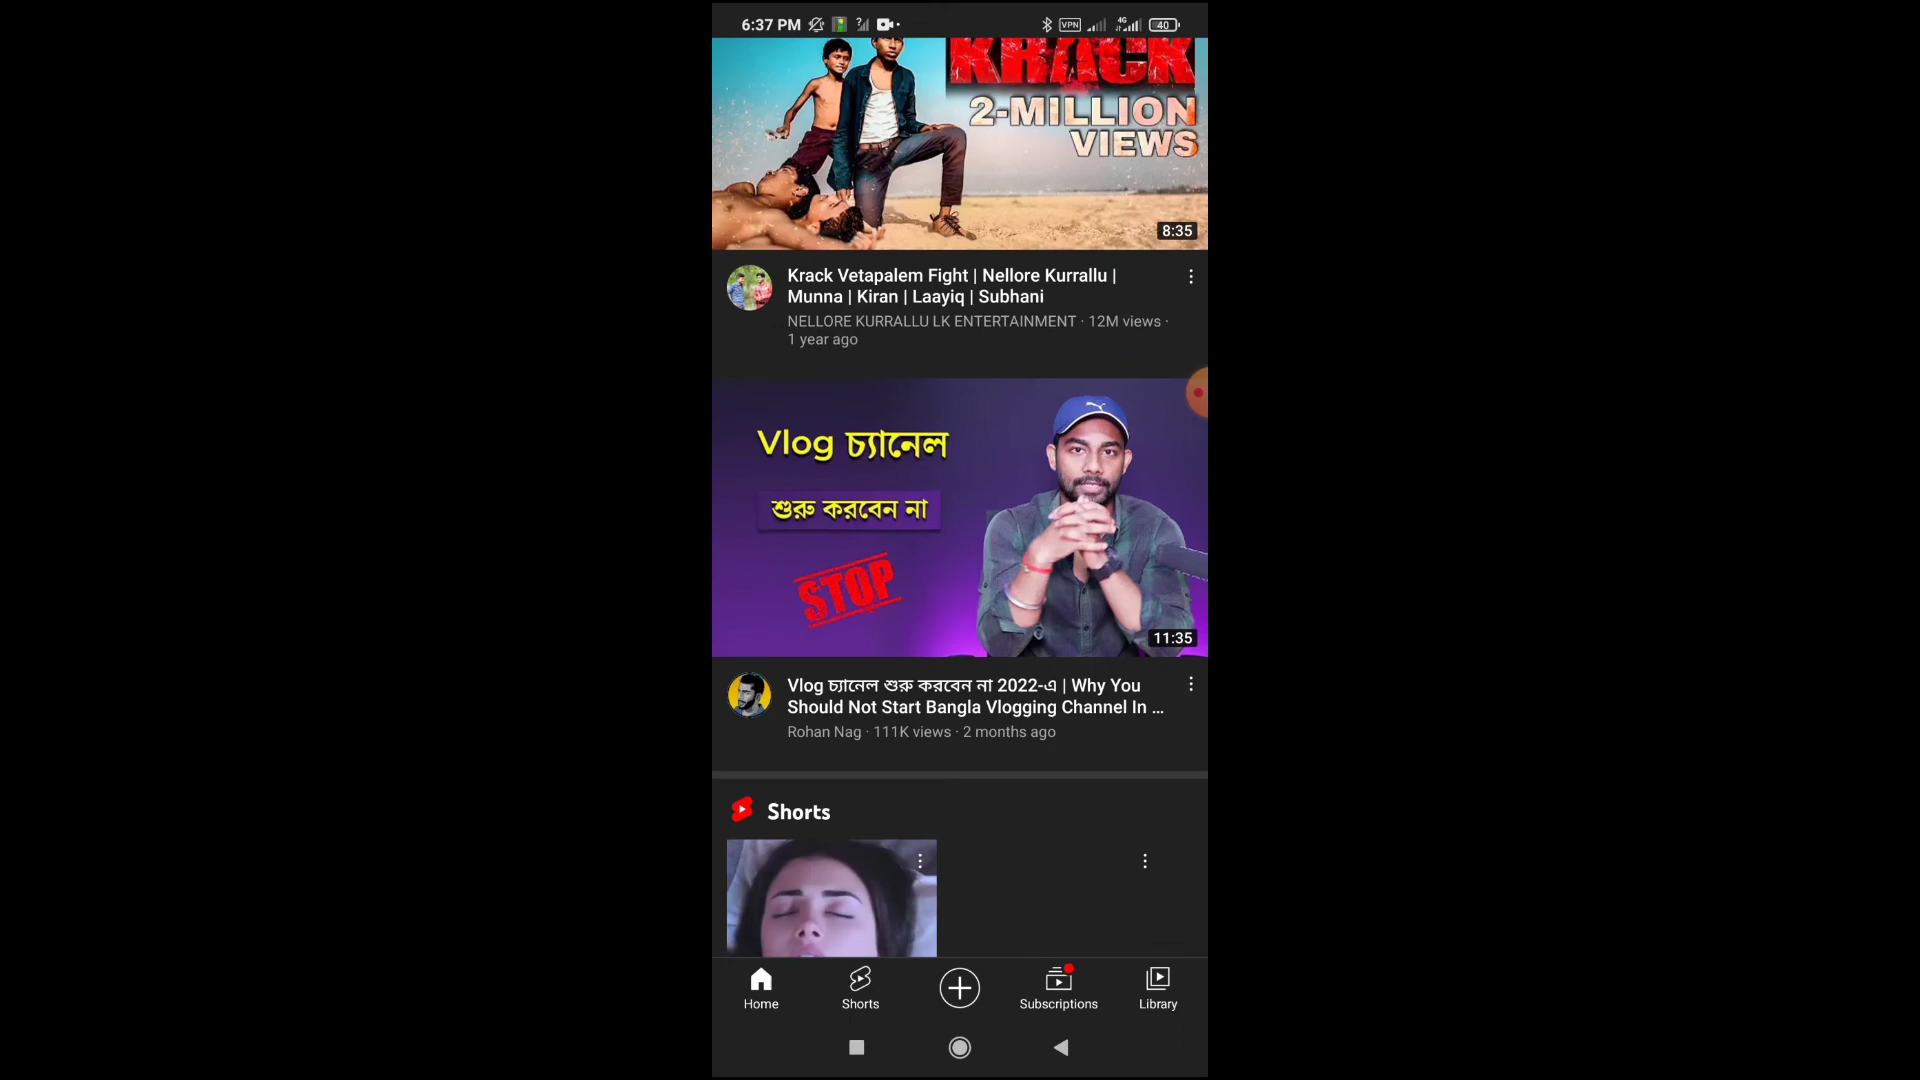 6:37 PM
VPN
4G
40
KRACK
2-MILLION
VIEWS
8:35
Krack Vetapalem Fight | Nellore Kurrallu |
Munna | Kiran | Laayiq | Subhani
NELLORE KURRALLU LK ENTERTAINMENT · 12M views ·
1 year ago
Vlog চ্যানেল
শুরু করবেন না
STOP
11:35
Vlog চ্যানেল শুরু করবেন না 2022-এ | Why You
Should Not Start Bangla Vlogging Channel In ...
Rohan Nag · 111K views · 2 months ago
Shorts
Home
Shorts
Subscriptions
Library